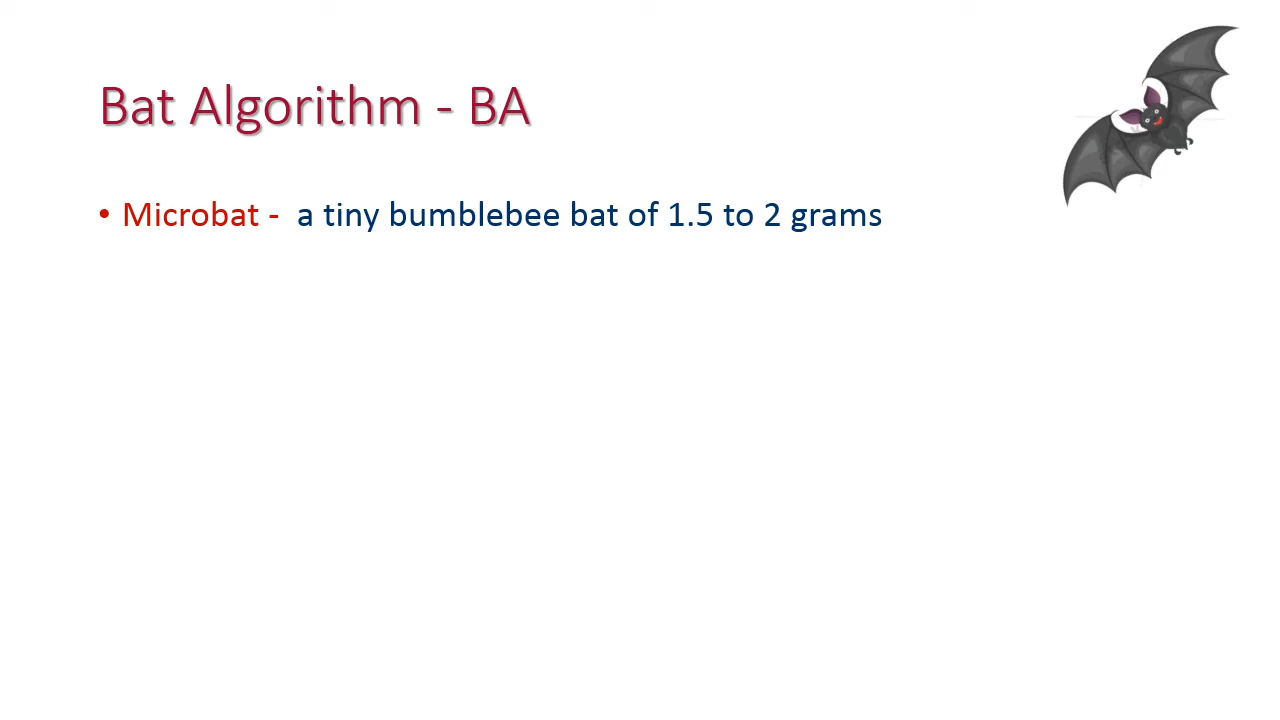 Bat Algorithm - BA
• Microbat - a tiny bumblebee bat of 1.5 to 2 grams